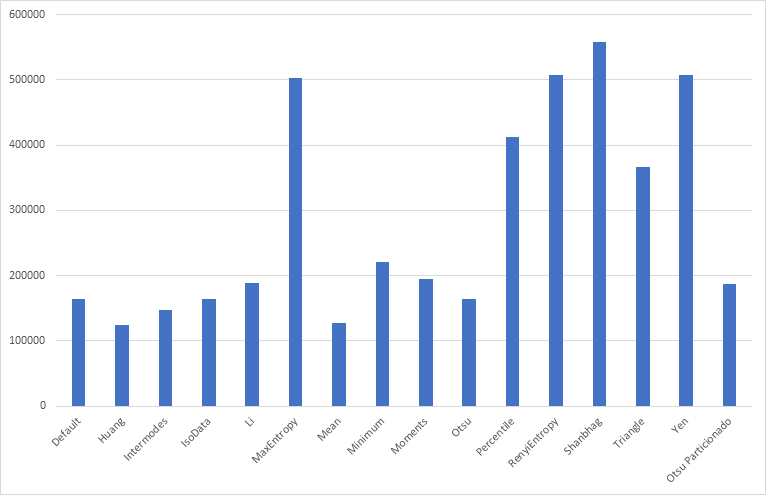 600000
500000
400000
300000
200000
100000
0
Default
Huang
Intermodes
IsoData
Li
MaxEntropy
Mean
Minimum
Moments
Otsu
Percentile
RenyiEntropy
Shanbhag
Triangle
Yen
Otsu Particionado